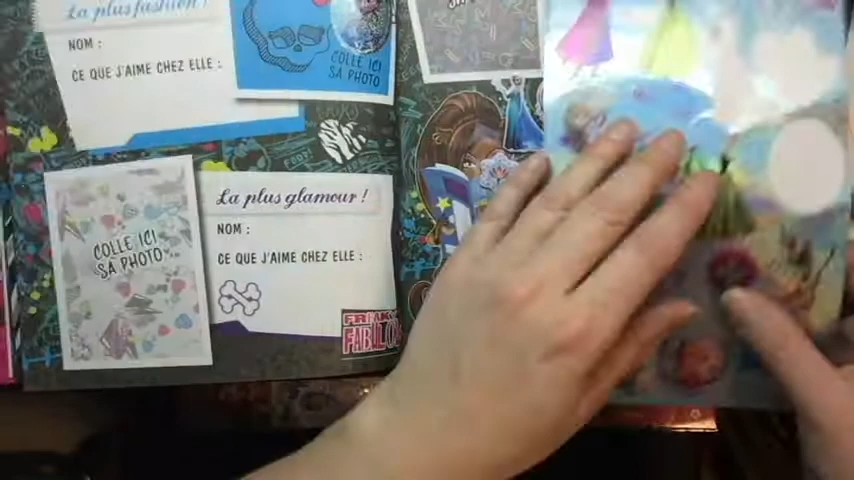 La plus fashion !
NOM :
CE QUE J'AIME CHEZ ELLE :
COLLE ICI
SA PHOTO
La plus glamour !
NOM :
CE QUE J'AIME CHEZ ELLE :
COLLE ICI
SA PHOTO
FREAKY
FABULOUS